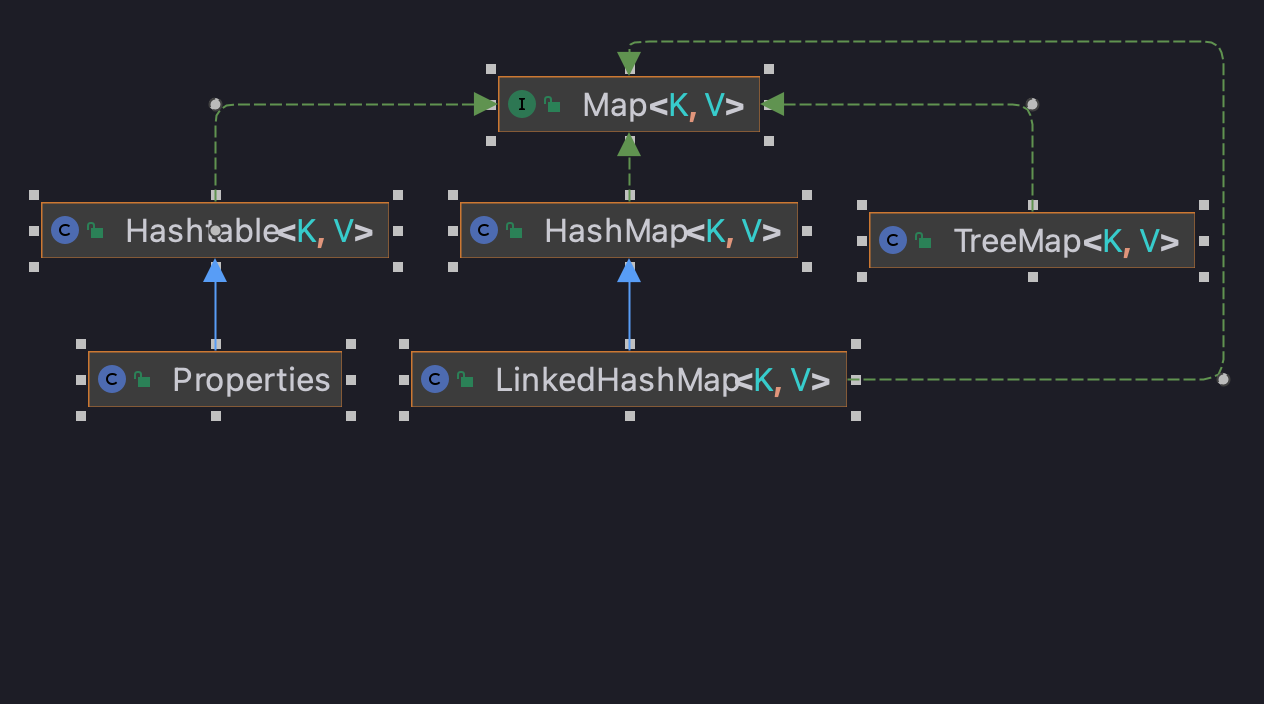 I Map<K, V>
C Hashtable<K, V>
C HashMap<K, V>
C TreeMap<K, V>
C Properties
C LinkedHashMap<K, V>